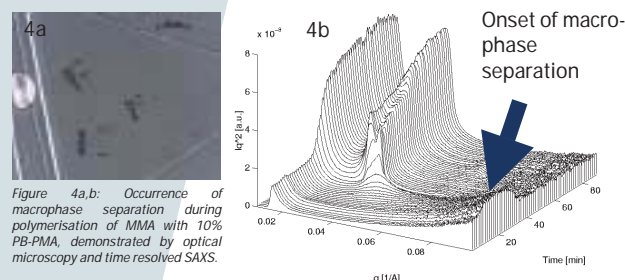 4a
Figure 4a,b: Occurrence of
macrophase separation during
polymerisation of MMA with 10%
PB-PMA, demonstrated by optical
microscopy and time resolved SAXS.
4b
Onset of macro-
phase
separation
8
6
4
2
0
Iq^2 [a.u.]
0.02
0.04
0.06
0.08
q [1/A]
20
40
60
80
Time [min]